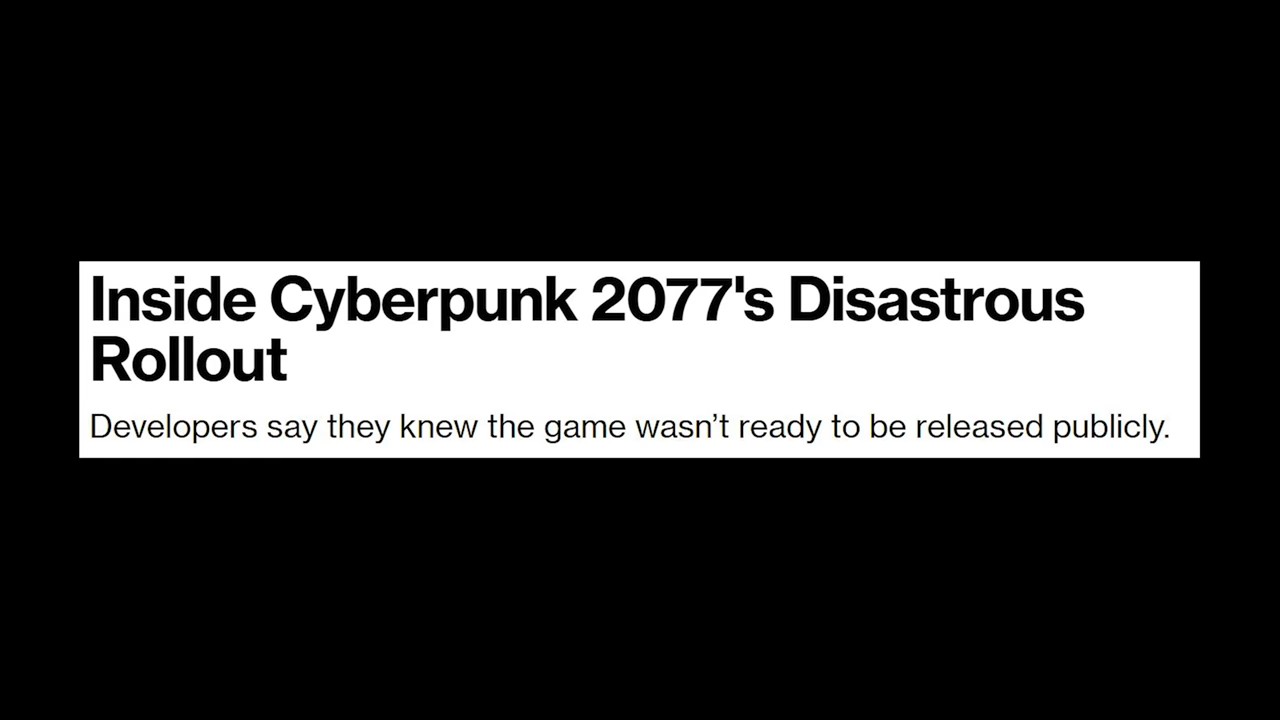 Inside Cyberpunk 2077's Disastrous
Rollout
Developers say they knew the game wasn’t ready to be released publicly.